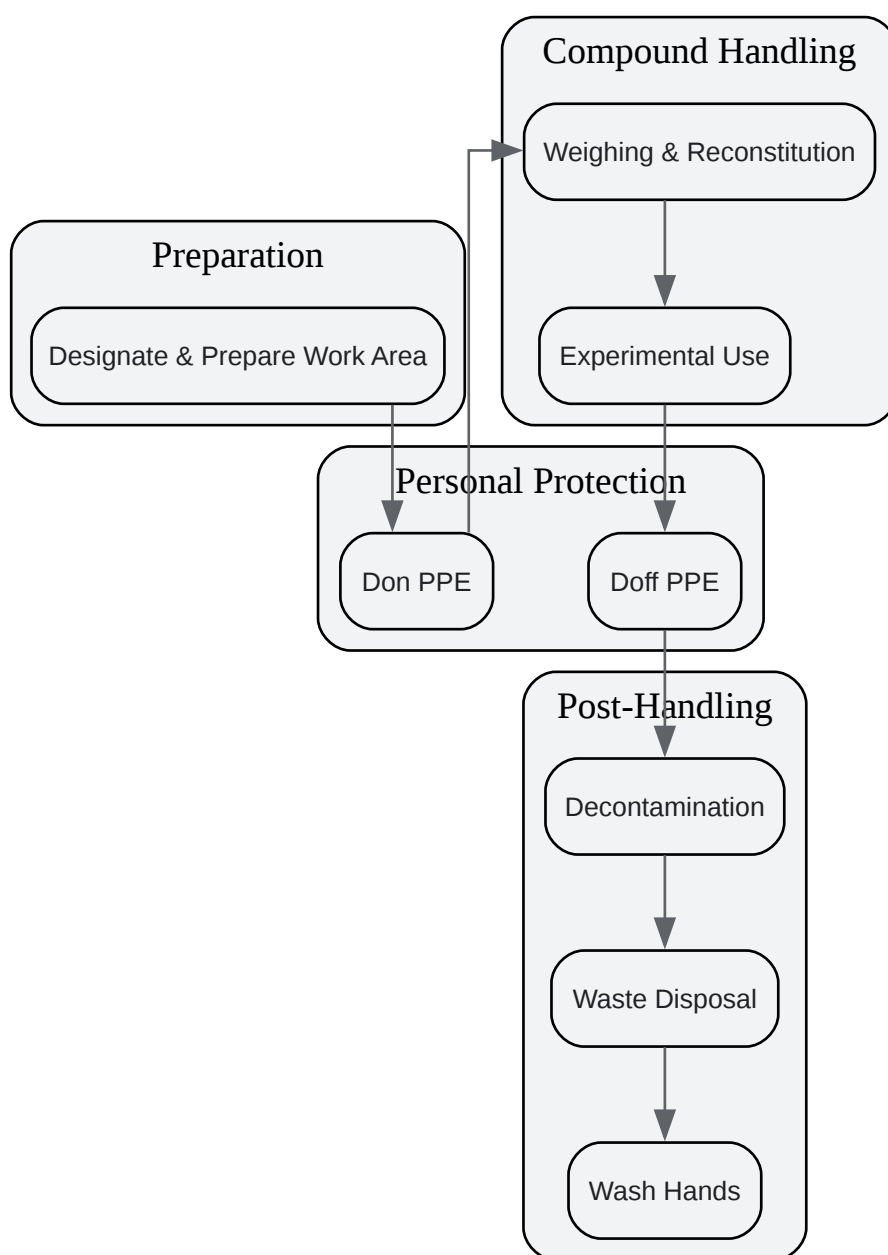 Compound Handling
Weighing & Reconstitution
Preparation
Designate & Prepare Work Area
Experimental Use
Personal Protection
Don PPE
Doff PPE
Post-Handling
Decontamination
Waste Disposal
Wash Hands